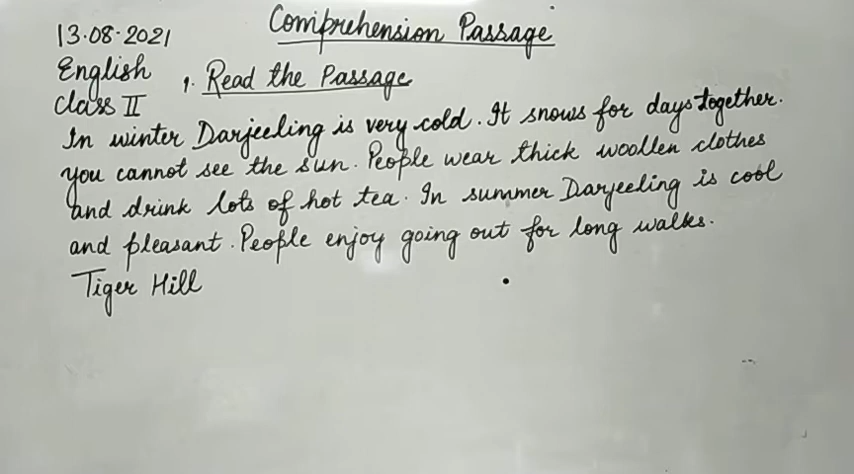 Comprehension Passage
13.08.2021
English
Class II
1. Read the Passage
In winter Darjeeling is very cold. It snows for days together.
you cannot see the sun. People wear thick woollen clothes
and drink lots of hot tea. In summer Darjeeling is cool
and pleasant. People enjoy going out for long walks.
Tiger Hill